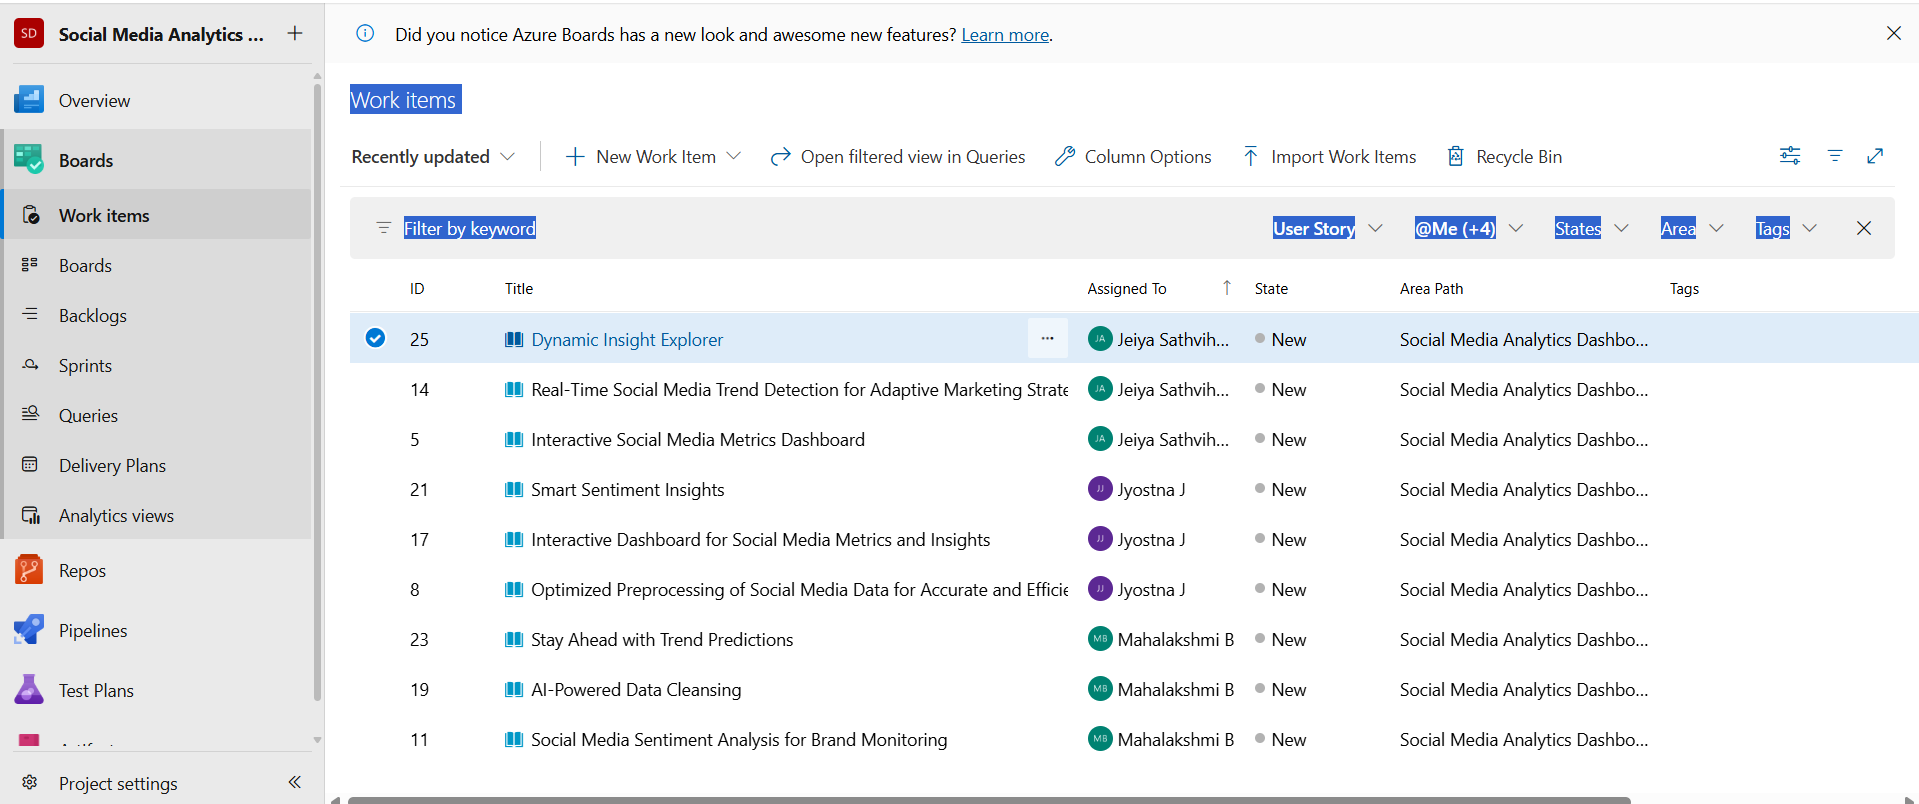 SD Social Media Analytics ...
Overview
Boards
Work items
Boards
Backlogs
Sprints
Queries
Delivery Plans
Analytics views
Repos
Pipelines
Test Plans
Project settings
Did you notice Azure Boards has a new look and awesome new features? Learn more.
Work items
Recently updated New Work Item Open filtered view in Queries Column Options Import Work Items Recycle Bin
Filter by keyword User Story @Me (+4) States Area Tags
ID Title Assigned To State Area Path Tags
25 Dynamic Insight Explorer ... JA Jeiya Sathvih... New Social Media Analytics Dashbo...
14 Real-Time Social Media Trend Detection for Adaptive Marketing Strate JA Jeiya Sathvih... New Social Media Analytics Dashbo...
5 Interactive Social Media Metrics Dashboard JA Jeiya Sathvih... New Social Media Analytics Dashbo...
21 Smart Sentiment Insights JJ Jyostna J New Social Media Analytics Dashbo...
17 Interactive Dashboard for Social Media Metrics and Insights JJ Jyostna J New Social Media Analytics Dashbo...
8 Optimized Preprocessing of Social Media Data for Accurate and Efficie JJ Jyostna J New Social Media Analytics Dashbo...
23 Stay Ahead with Trend Predictions MB Mahalakshmi B New Social Media Analytics Dashbo...
19 AI-Powered Data Cleansing MB Mahalakshmi B New Social Media Analytics Dashbo...
11 Social Media Sentiment Analysis for Brand Monitoring MB Mahalakshmi B New Social Media Analytics Dashbo...